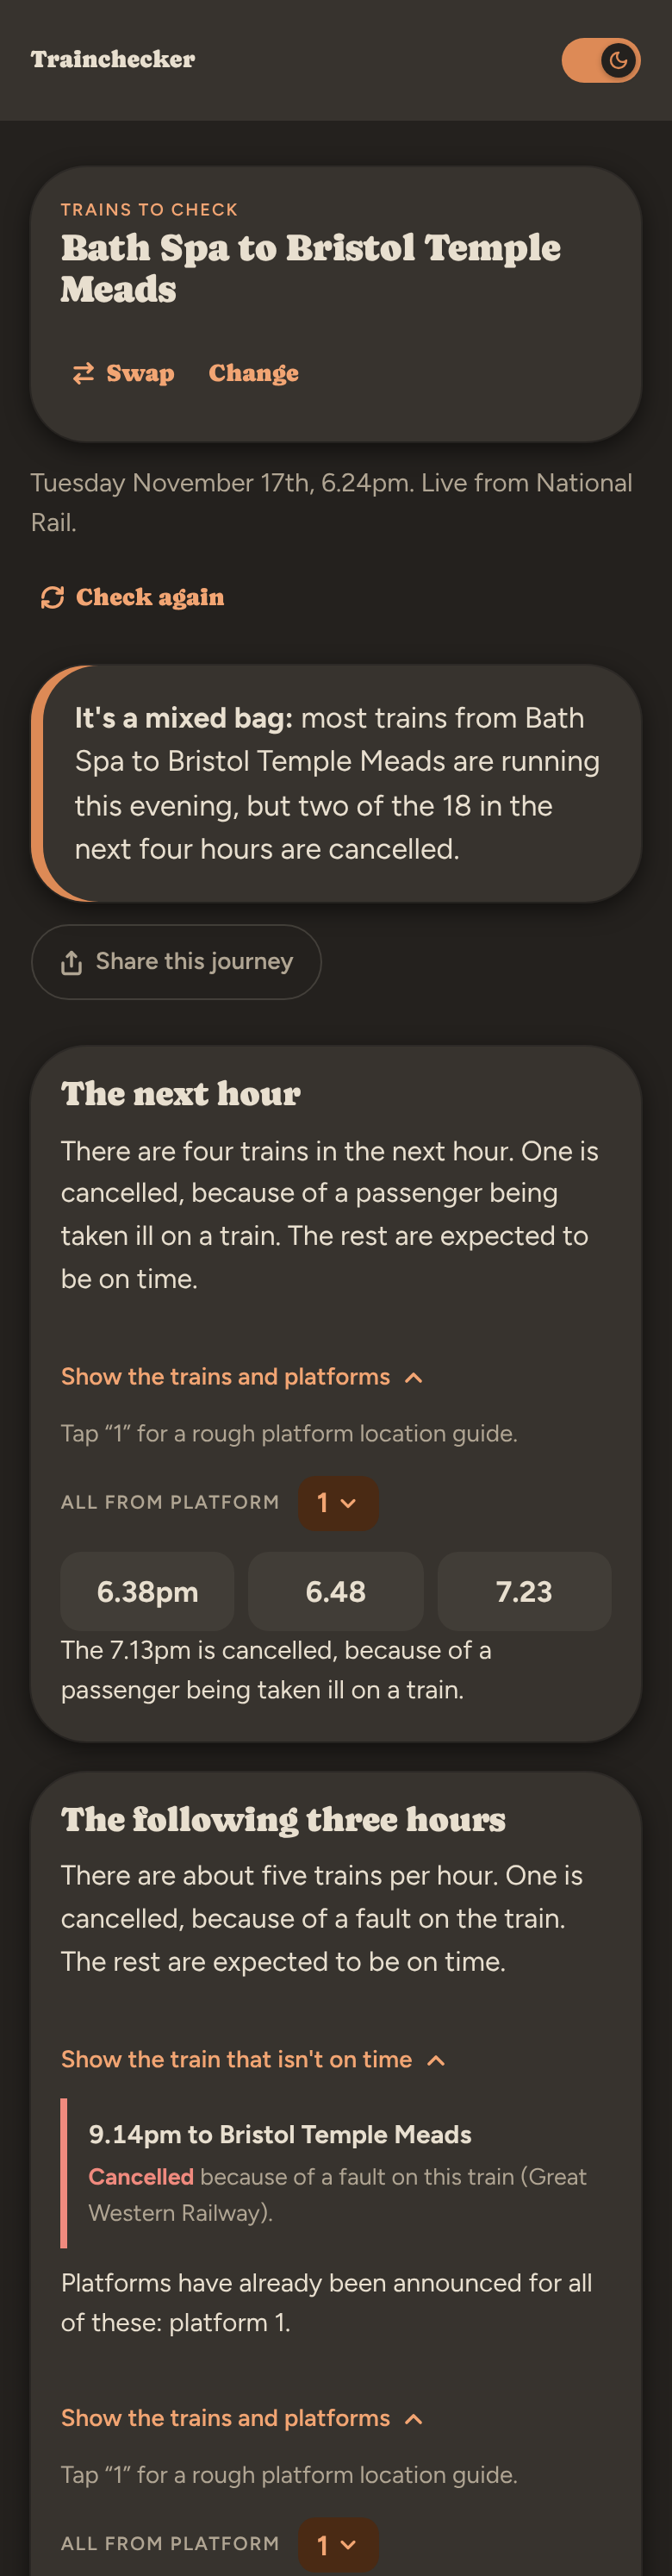 Trainchecker
TRAINS TO CHECK
Bath Spa to Bristol Temple
Meads
Swap Change
Tuesday November 17th, 6.24pm. Live from National
Rail.
Check again
It's a mixed bag: most trains from Bath
Spa to Bristol Temple Meads are running
this evening, but two of the 18 in the
next four hours are cancelled.
Share this journey
The next hour
There are four trains in the next hour. One is
cancelled, because of a passenger being
taken ill on a train. The rest are expected to
be on time.
Show the trains and platforms
Tap “1” for a rough platform location guide.
ALL FROM PLATFORM 1
6.38pm 6.48 7.23
The 7.13pm is cancelled, because of a
passenger being taken ill on a train.
The following three hours
There are about five trains per hour. One is
cancelled, because of a fault on the train.
The rest are expected to be on time.
Show the train that isn't on time
9.14pm to Bristol Temple Meads
Cancelled because of a fault on this train (Great
Western Railway).
Platforms have already been announced for all
of these: platform 1.
Show the trains and platforms
Tap “1” for a rough platform location guide.
ALL FROM PLATFORM 1